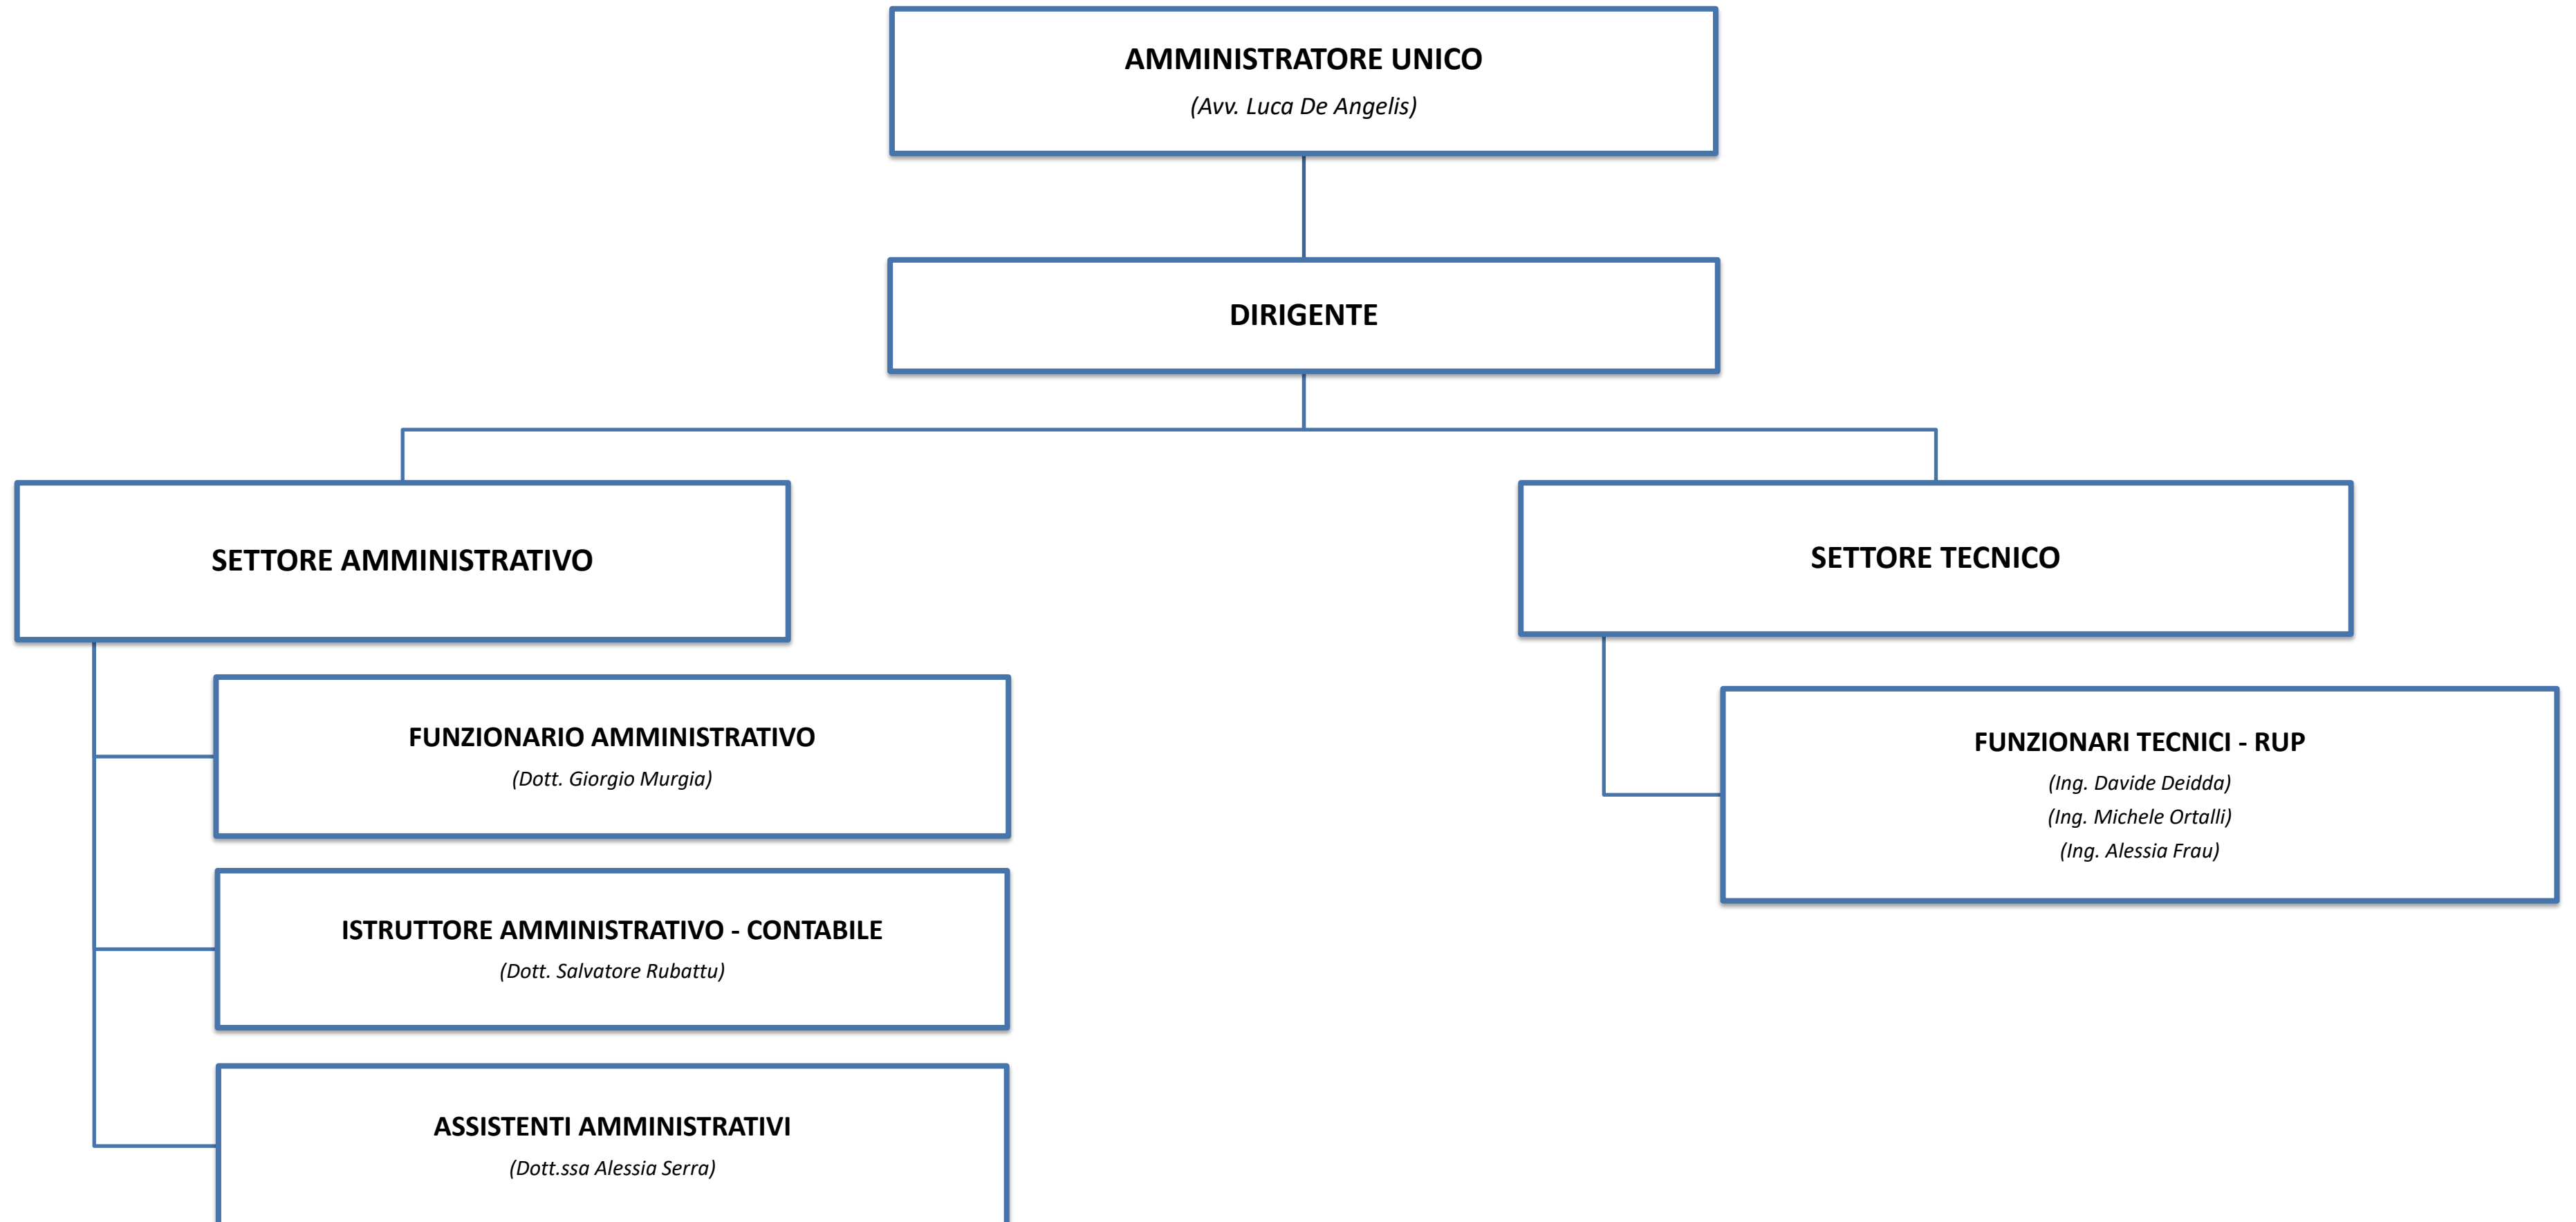 AMMINISTRATORE UNICO
(Avv. Luca De Angelis)
DIRIGENTE
SETTORE AMMINISTRATIVO
SETTORE TECNICO
FUNZIONARIO AMMINISTRATIVO
(Dott. Giorgio Murgia)
FUNZIONARI TECNICI - RUP
(Ing. Davide Deidda)
(Ing. Michele Ortalli)
(Ing. Alessia Frau)
ISTRUTTORE AMMINISTRATIVO - CONTABILE
(Dott. Salvatore Rubattu)
ASSISTENTI AMMINISTRATIVI
(Dott.ssa Alessia Serra)